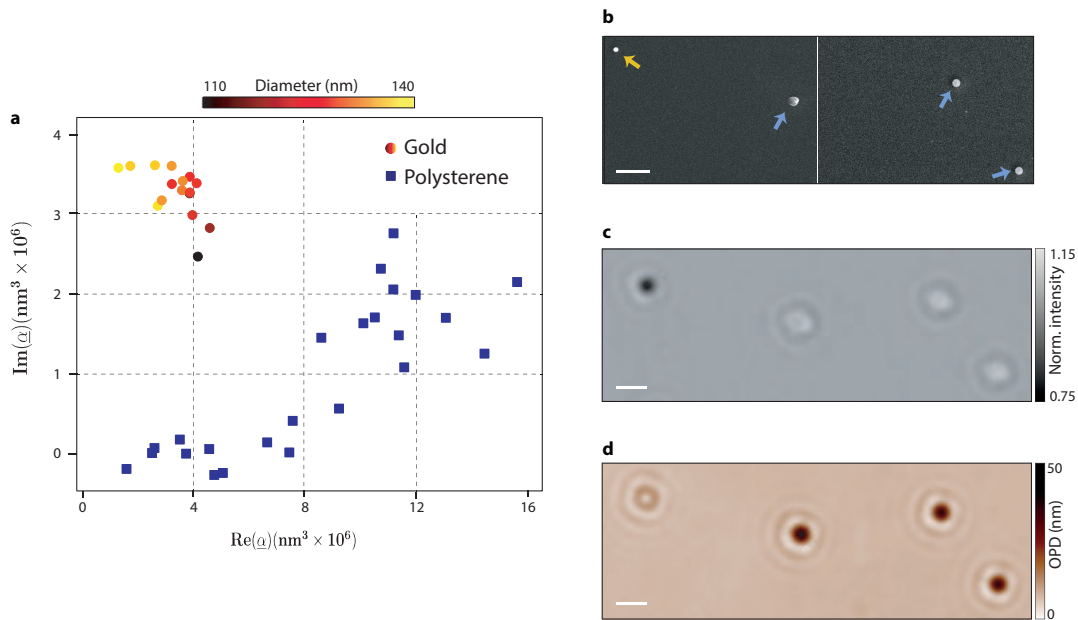 a
110 Diameter (nm) 140
Gold
Polysterene
4
3
2
1
0
Im(α)(nm³ × 10⁶)
0 4 8 12 16
Re(α)(nm³ × 10⁶)
b
c
1.15
Norm. intensity
0.75
d
50
OPD (nm)
0